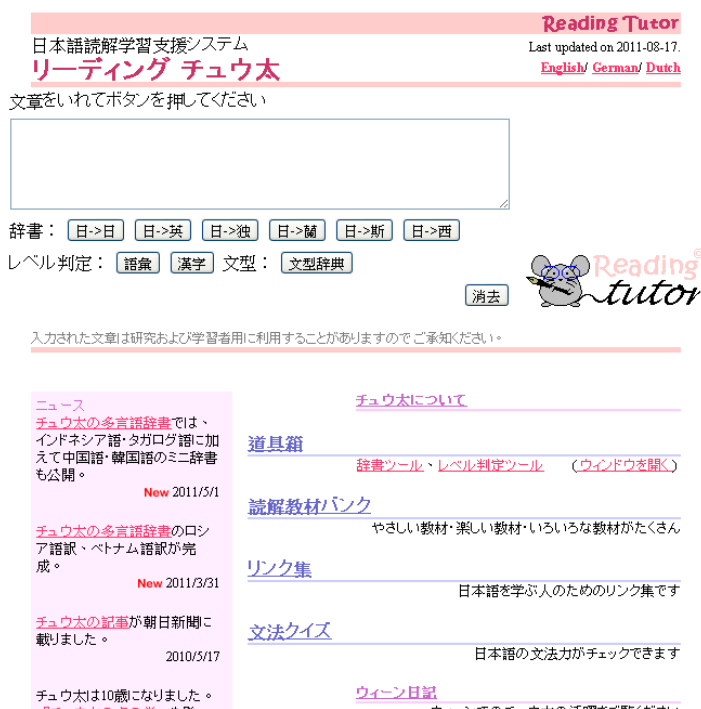 Reading Tutor
日本語読解学習支援システム
Last updated on 2011-08-17.
リーディング チュウ太
English/ German/ Dutch
文章をいれてボタンを押してください
辞書： 日->日 日->英 日->独 日->蘭 日->斯 日->西
レベル判定： 語彙 漢字 文型： 文型辞典
消去
Reading
tutor
入力された文章は研究および学習者用に利用することがありますのでご承知ください。
ニュース
チュウ太の多言語辞書では、
インドネシア語・タガログ語に加
えて中国語・韓国語のミニ辞書
も公開。
New 2011/5/1
チュウ太の多言語辞書のロシ
ア語訳、ベトナム語訳が完
成。
New 2011/3/31
チュウ太の記事が朝日新聞に
載りました。
2010/5/17
チュウ太は10歳になりました。
チュウ太について
道具箱
辞書ツール、レベル判定ツール （ウィンドウを開く）
読解教材バンク
やさしい教材・楽しい教材・いろいろな教材がたくさん
リンク集
日本語を学ぶ人のためのリンク集です
文法クイズ
日本語の文法力がチェックできます
ウィーン日記